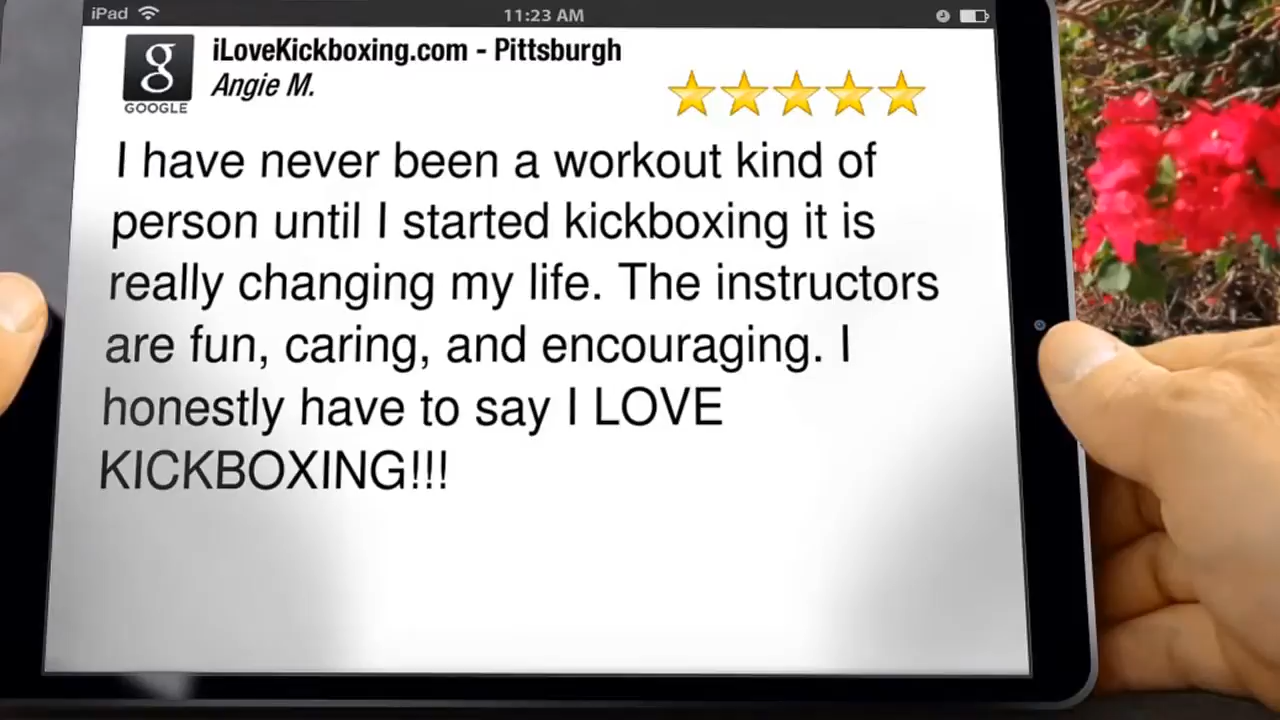 iPad 11:23 AM
g iLoveKickboxing.com - Pittsburgh
GOOGLE Angie M.
I have never been a workout kind of
person until I started kickboxing it is
really changing my life. The instructors
are fun, caring, and encouraging. I
honestly have to say I LOVE
KICKBOXING!!!